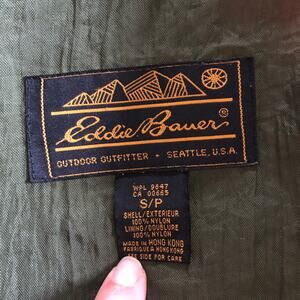 Eddie Bauer®
OUTDOOR OUTFITTER • SEATTLE, U.S.A.
WPL 9647
CA 00665
S/P
SHELL/EXTERIEUR
100% NYLON
LINING/DOUBLURE
100% NYLON
MADE IN HONG KONG
FABRIQUE A HONG KONG
SEE SIDE FOR CARE